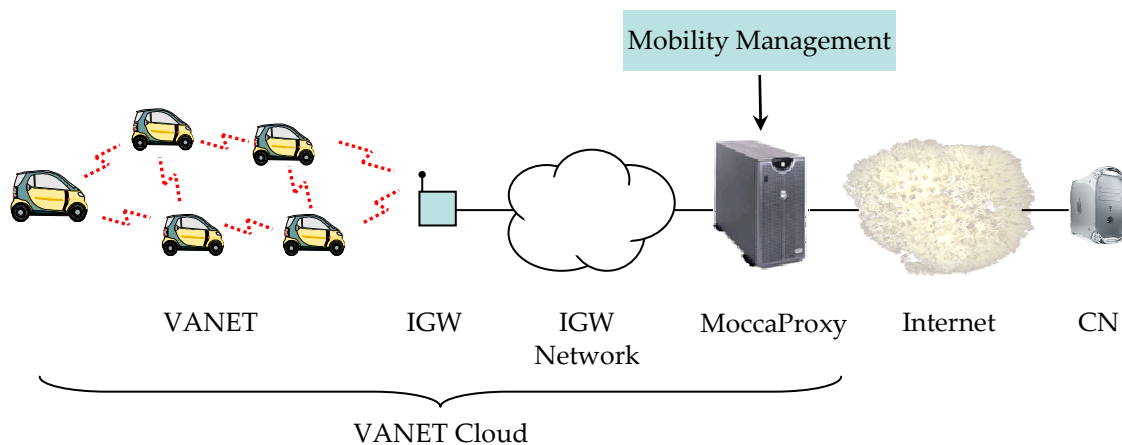 Mobility Management
VANET
IGW
IGW
Network
MoccaProxy
Internet
CN
VANET Cloud